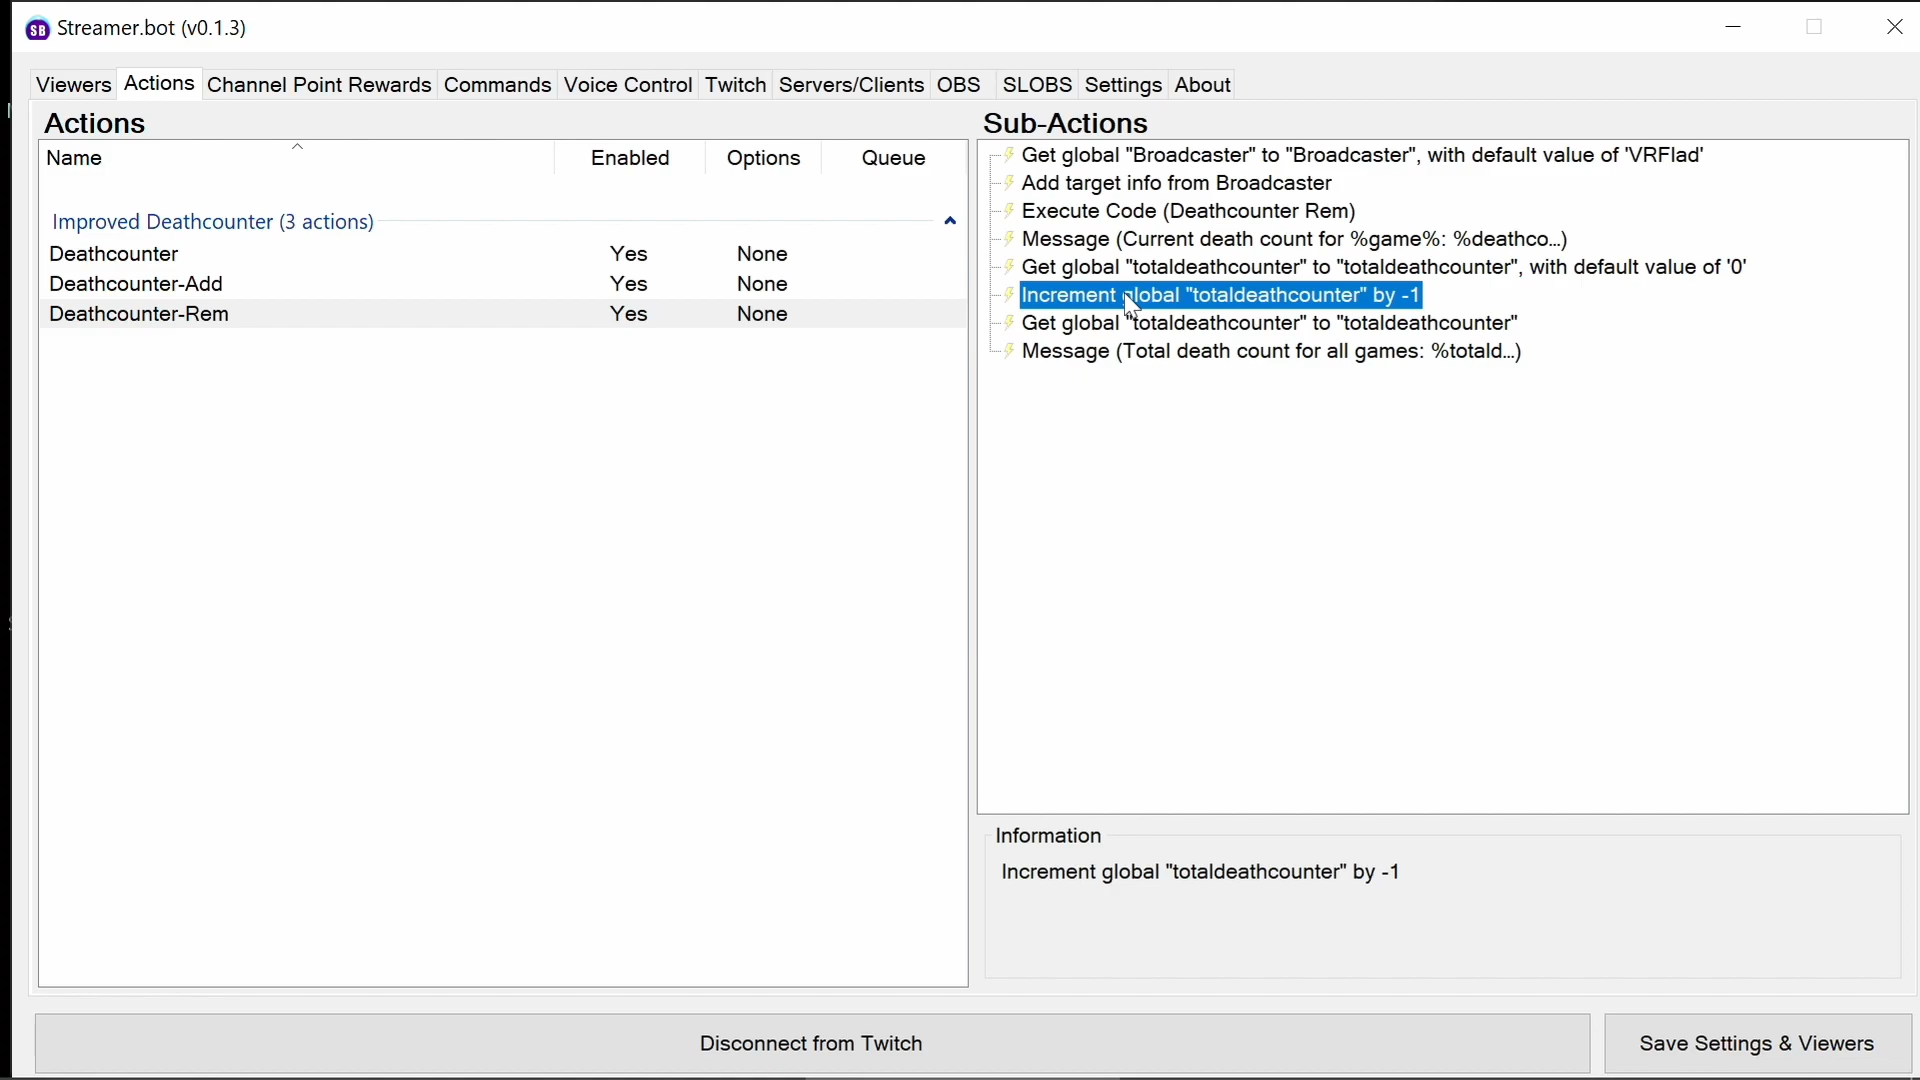 SB Streamer.bot (v0.1.3)
Viewers Actions Channel Point Rewards Commands Voice Control Twitch Servers/Clients OBS SLOBS Settings About
Actions
Name Enabled Options Queue
Improved Deathcounter (3 actions)
Deathcounter Yes None
Deathcounter-Add Yes None
Deathcounter-Rem Yes None
Sub-Actions
Get global "Broadcaster" to "Broadcaster", with default value of 'VRFlad'
Add target info from Broadcaster
Execute Code (Deathcounter Rem)
Message (Current death count for %game%: %deathco...)
Get global "totaldeathcounter" to "totaldeathcounter", with default value of '0'
Increment global "totaldeathcounter" by -1
Get global "totaldeathcounter" to "totaldeathcounter"
Message (Total death count for all games: %totald...)
Information
Increment global "totaldeathcounter" by -1
Disconnect from Twitch
Save Settings & Viewers